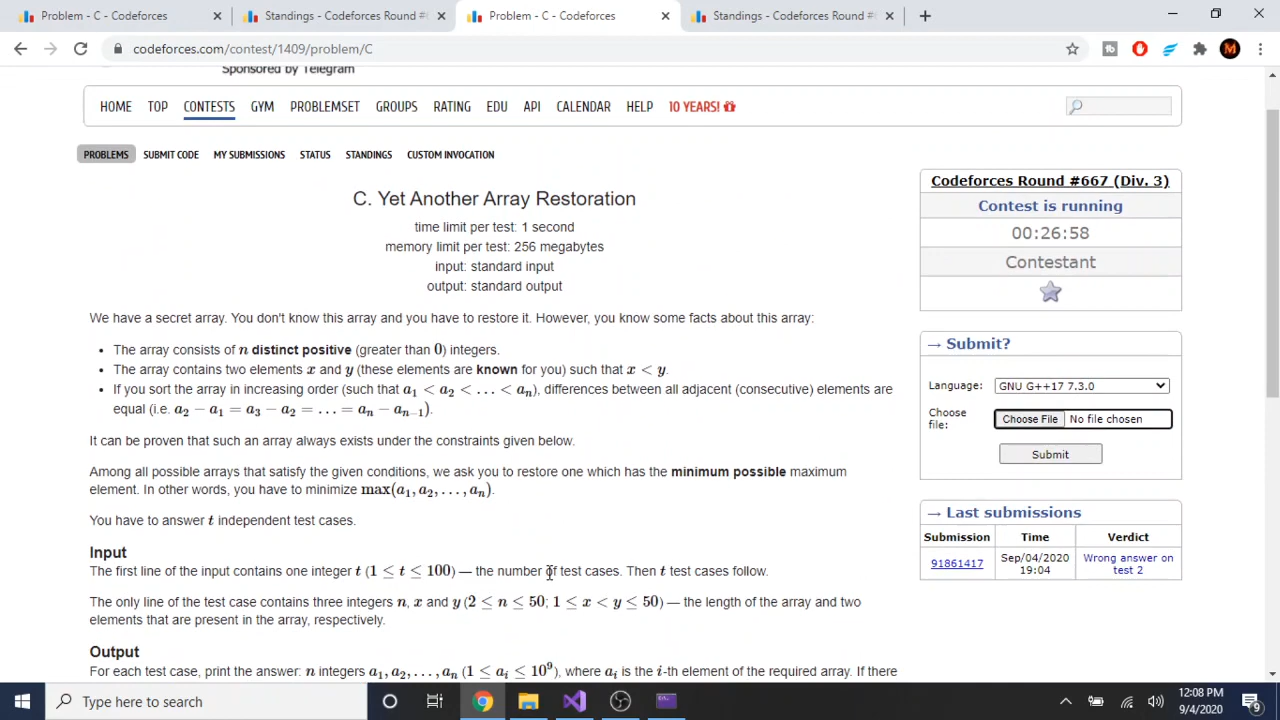 Problem - C - Codeforces
Standings - Codeforces Round #
Problem - C - Codeforces
Standings - Codeforces Round #
codeforces.com/contest/1409/problem/C
M
Sponsored by Telegram
HOME TOP CONTESTS GYM PROBLEMSET GROUPS RATING EDU API CALENDAR HELP 10 YEARS!
PROBLEMS SUBMIT CODE MY SUBMISSIONS STATUS STANDINGS CUSTOM INVOCATION
C. Yet Another Array Restoration
time limit per test: 1 second
memory limit per test: 256 megabytes
input: standard input
output: standard output
We have a secret array. You don't know this array and you have to restore it. However, you know some facts about this array:
• The array consists of n distinct positive (greater than 0) integers.
• The array contains two elements x and y (these elements are known for you) such that x < y.
• If you sort the array in increasing order (such that a₁ < a₂ < … < aₙ), differences between all adjacent (consecutive) elements are
equal (i.e. a₂ − a₁ = a₃ − a₂ = … = aₙ − aₙ₋₁).
It can be proven that such an array always exists under the constraints given below.
Among all possible arrays that satisfy the given conditions, we ask you to restore one which has the minimum possible maximum
element. In other words, you have to minimize max(a₁, a₂, …, aₙ).
You have to answer t independent test cases.
Input
The first line of the input contains one integer t (1 ≤ t ≤ 100) — the number of test cases. Then t test cases follow.
The only line of the test case contains three integers n, x and y (2 ≤ n ≤ 50; 1 ≤ x < y ≤ 50) — the length of the array and two
elements that are present in the array, respectively.
Output
For each test case, print the answer: n integers a₁, a₂, …, aₙ (1 ≤ aᵢ ≤ 10⁹), where aᵢ is the i-th element of the required array. If there
Codeforces Round #667 (Div. 3)
Contest is running
00:26:58
Contestant
→ Submit?
Language: GNU G++17 7.3.0
Choose file: Choose File No file chosen
Submit
→ Last submissions
Submission Time Verdict
91861417 Sep/04/2020 19:04 Wrong answer on test 2
Type here to search
12:08 PM
9/4/2020
9